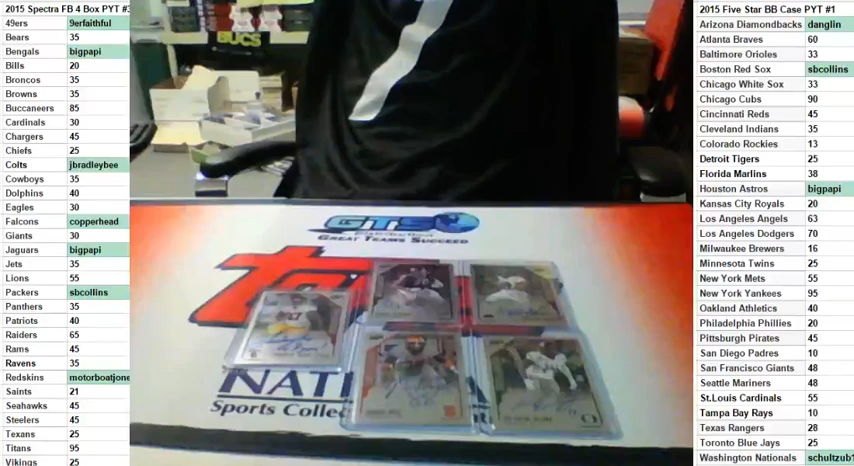 2015 Spectra FB 4 Box PYT #3
49ers 9erfaithful
Bears 35
Bengals bigpapi
Bills 20
Broncos 35
Browns 35
Buccaneers 85
Cardinals 30
Chargers 45
Chiefs 25
Colts jbradleybee
Cowboys 35
Dolphins 40
Eagles 30
Falcons copperhead
Giants 30
Jaguars bigpapi
Jets 35
Lions 55
Packers sbcollins
Panthers 35
Patriots 40
Raiders 65
Rams 45
Ravens 35
Redskins motorboatjone
Saints 21
Seahawks 45
Steelers 45
Texans 25
Titans 95
Vikings 25
BUCS
GTS
GREAT TEAMS SUCCEED
NATI
Sports Collec
2015 Five Star BB Case PYT #1
Arizona Diamondbacks danglin
Atlanta Braves 60
Baltimore Orioles 33
Boston Red Sox sbcollins
Chicago White Sox 33
Chicago Cubs 90
Cincinnati Reds 45
Cleveland Indians 35
Colorado Rockies 13
Detroit Tigers 25
Florida Marlins 38
Houston Astros bigpapi
Kansas City Royals 20
Los Angeles Angels 63
Los Angeles Dodgers 70
Milwaukee Brewers 16
Minnesota Twins 25
New York Mets 55
New York Yankees 95
Oakland Athletics 40
Philadelphia Phillies 20
Pittsburgh Pirates 45
San Diego Padres 10
San Francisco Giants 48
Seattle Mariners 48
St.Louis Cardinals 55
Tampa Bay Rays 10
Texas Rangers 28
Toronto Blue Jays 25
Washington Nationals schultzub1